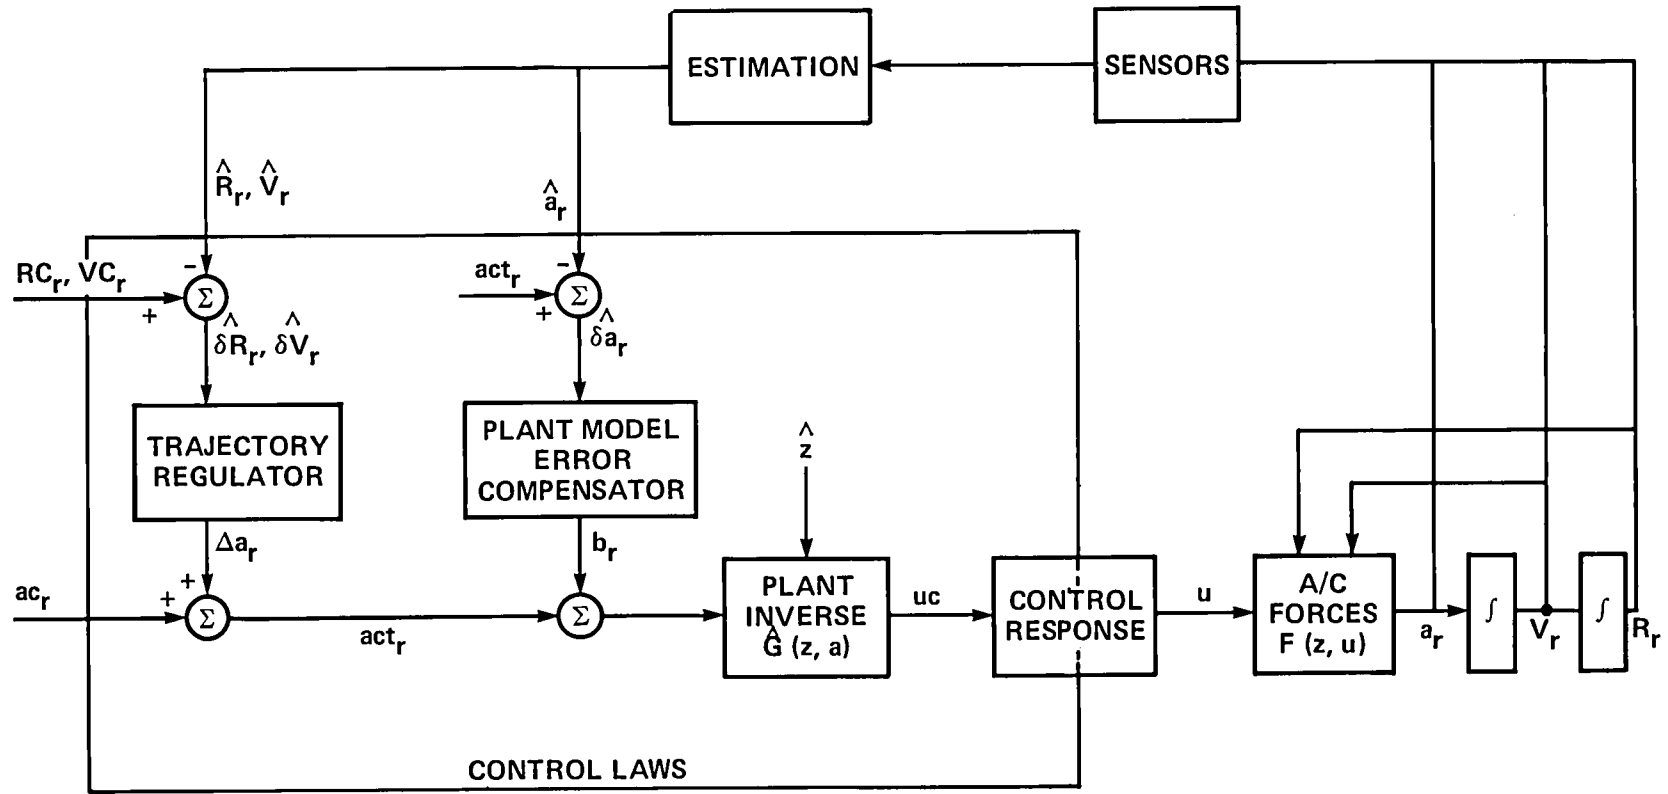 ESTIMATION
SENSORS
R̂ᵣ, V̂ᵣ
âᵣ
RCᵣ, VCᵣ
−
+
Σ
actᵣ
−
+
Σ
δR̂ᵣ, δV̂ᵣ
δâᵣ
TRAJECTORY
REGULATOR
PLANT MODEL
ERROR
COMPENSATOR
ẑ
Δaᵣ
bᵣ
acᵣ
+
+
Σ
actᵣ
Σ
PLANT
INVERSE
Ĝ (z, a)
uc
CONTROL
RESPONSE
u
A/C
FORCES
F (z, u)
aᵣ
∫
Vᵣ
∫
Rᵣ
CONTROL LAWS